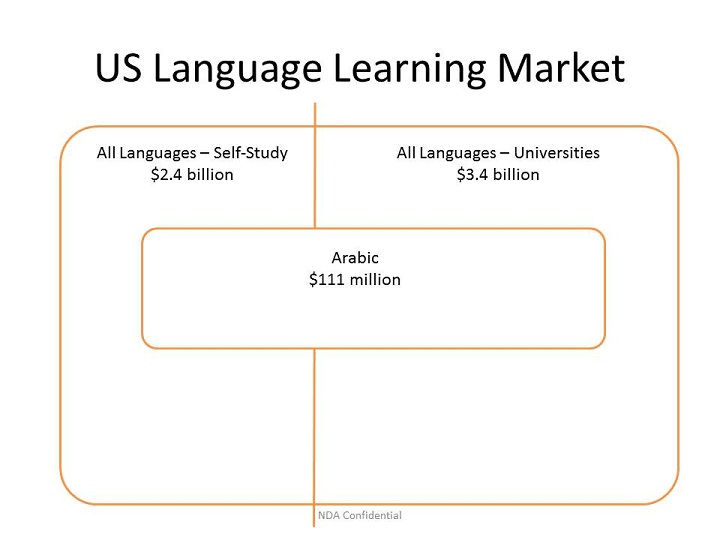 US Language Learning Market
All Languages – Self-Study
$2.4 billion
All Languages – Universities
$3.4 billion
Arabic
$111 million
NDA Confidential